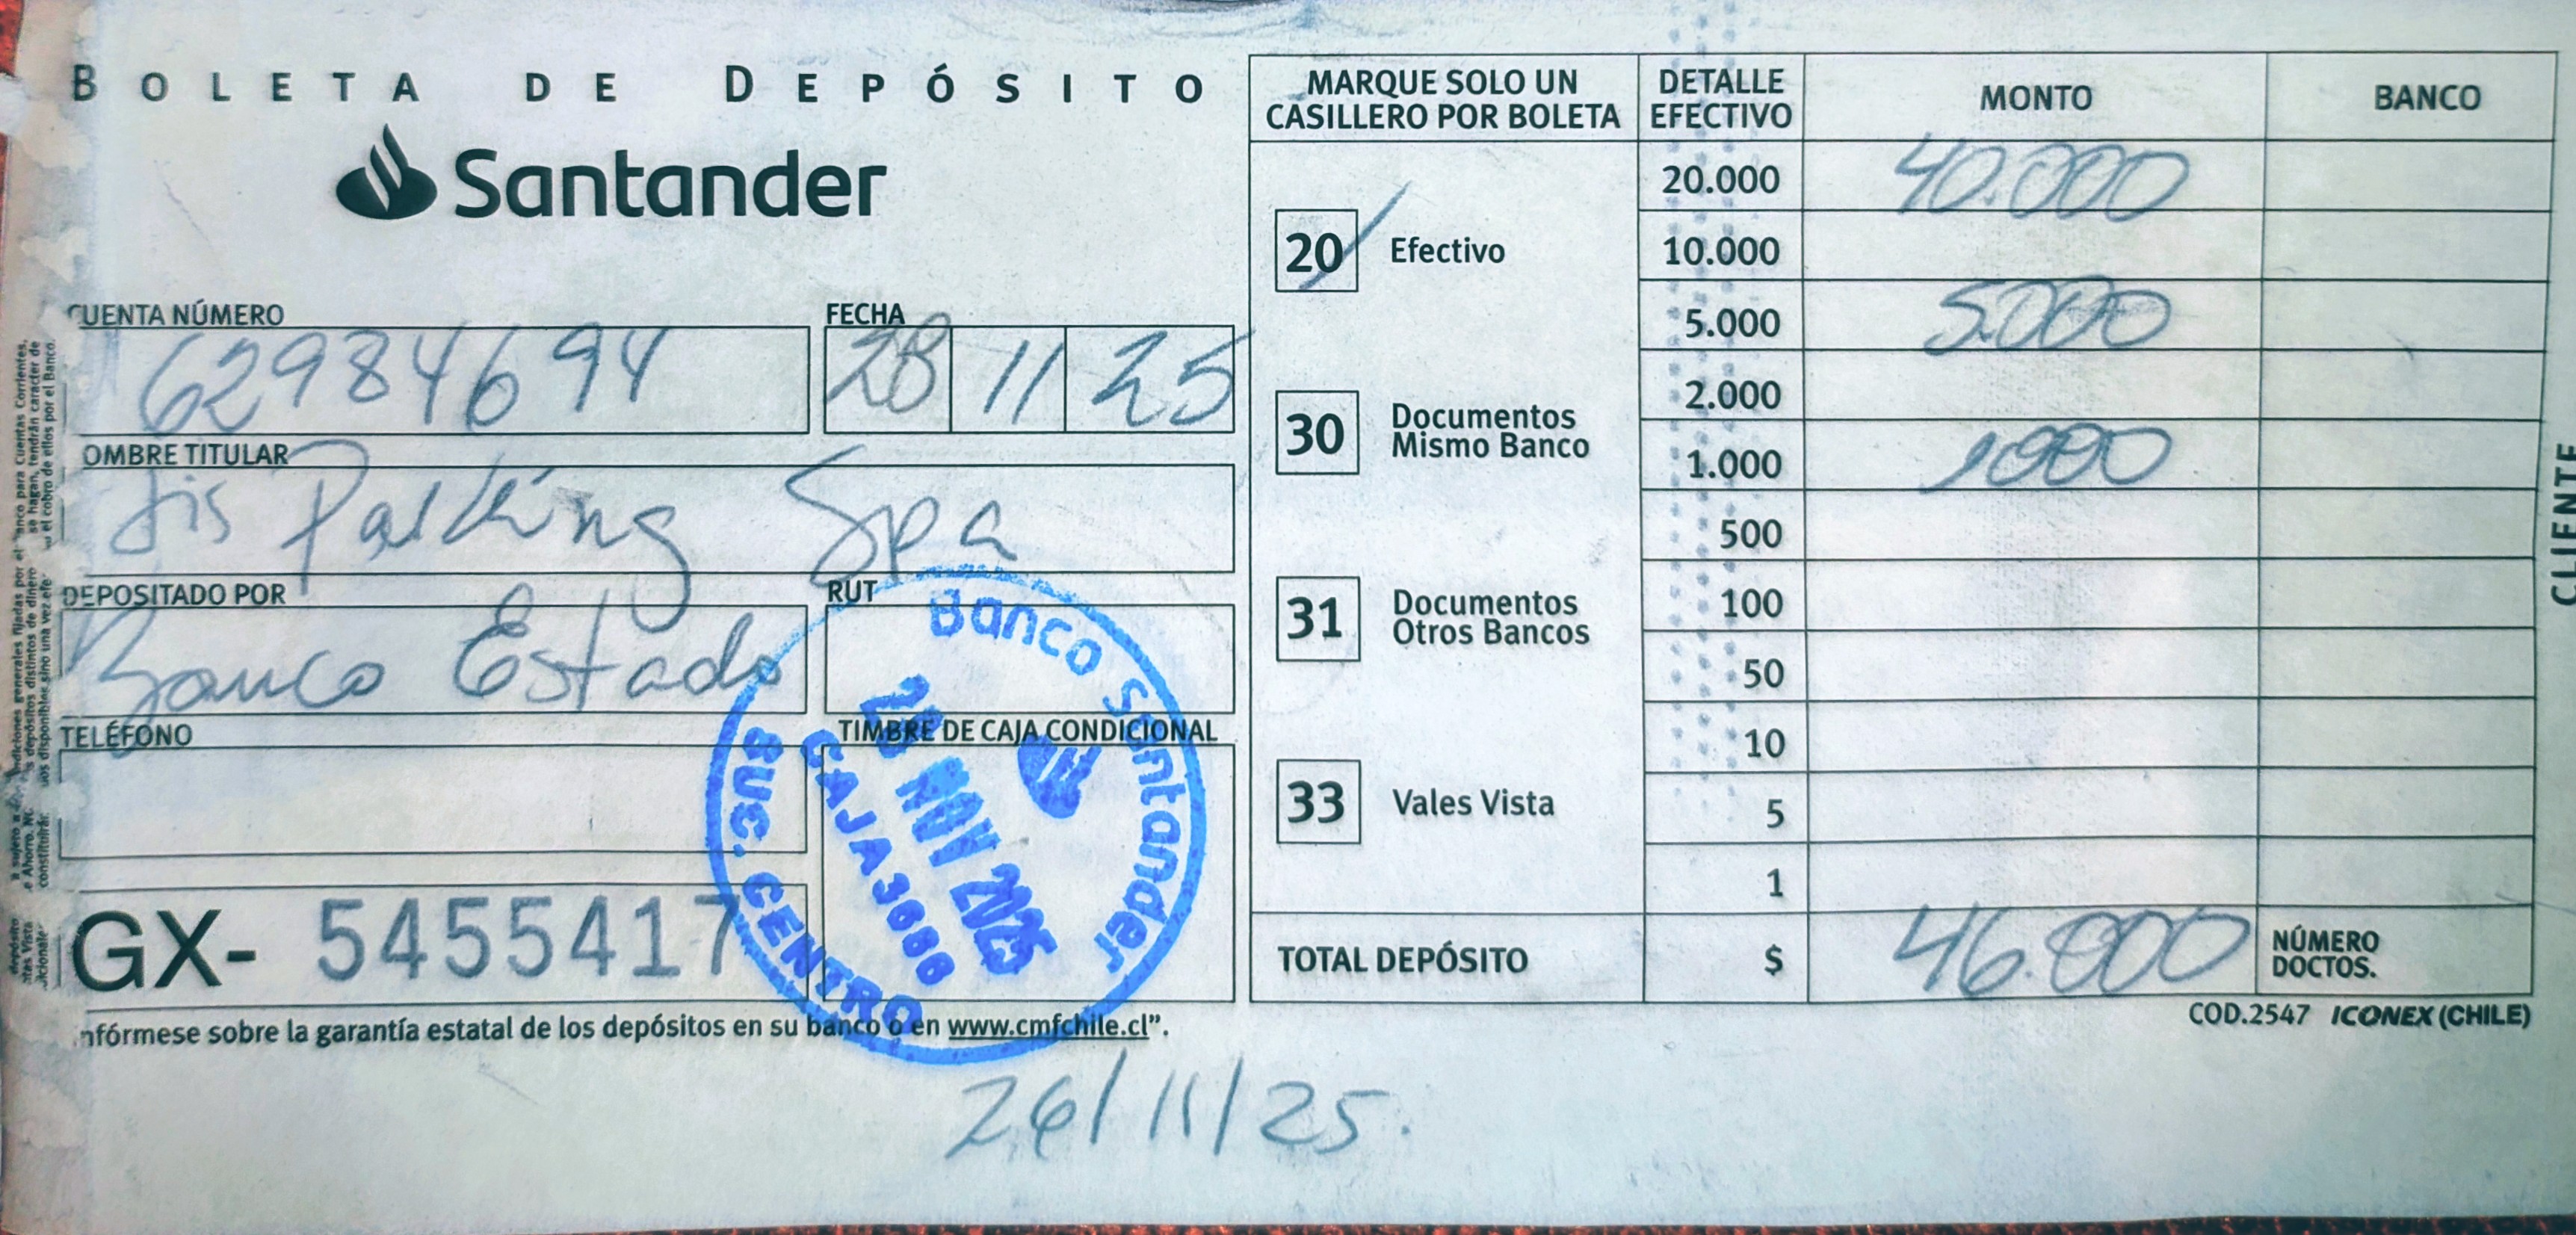 BOLETA DE DEPÓSITO
Santander
CUENTA NÚMERO
62984694
FECHA
28 11 25
OMBRE TITULAR
Jis Parking Spa
DEPOSITADO POR
Banco Estado
RUT
TELÉFONO
TIMBRE DE CAJA CONDICIONAL
Banco Santander
28 NOV 2025
CAJA3686
SUC. CENTRO
GX- 5455417
nfórmese sobre la garantía estatal de los depósitos en su banco o en www.cmfchile.cl”.
26/11/25.
MARQUE SOLO UN CASILLERO POR BOLETA
20 Efectivo
30 Documentos Mismo Banco
31 Documentos Otros Bancos
33 Vales Vista
DETALLE EFECTIVO MONTO BANCO
20.000 40.000
10.000
5.000 5.000
2.000
1.000 1000
500
100
50
10
5
1
TOTAL DEPÓSITO $ 46.000 NÚMERO DOCTOS.
COD.2547 ICONEX (CHILE)
CLIENTE